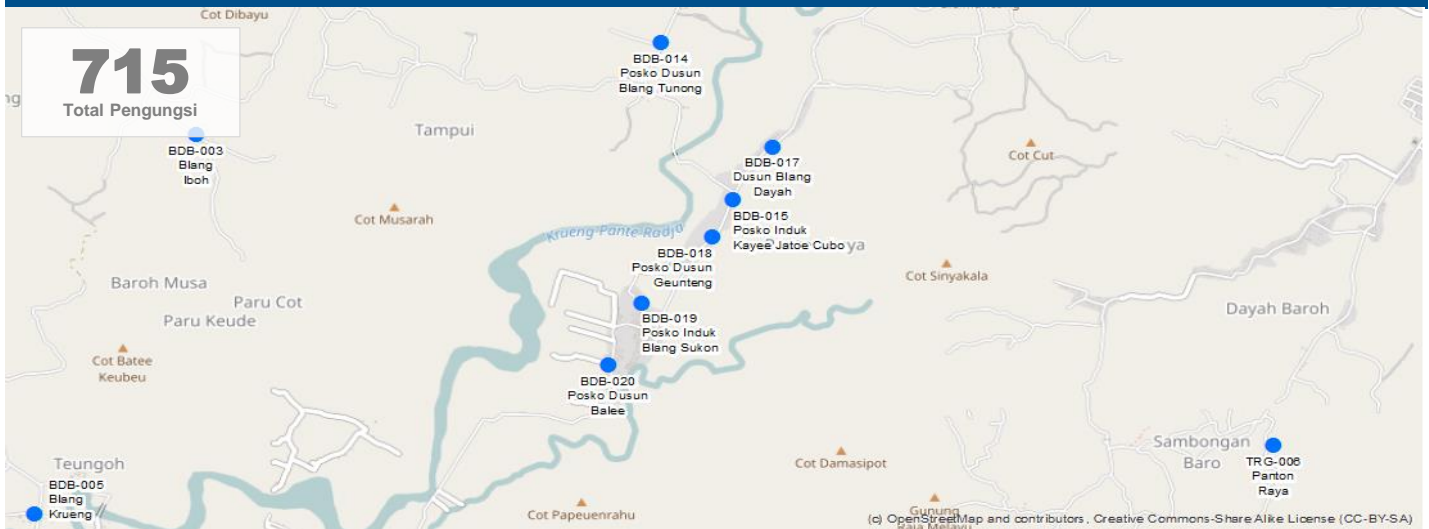 Cot Dibayu
715
Total Pengungsi
BDB-014
Posko Dusun
Blang Tunong
Tampui
BDB-003
Blang
Iboh
Cot Cut
BDB-017
Dusun Blang
Dayah
Cot Musarah
BDB-015
Posko Induk
Kayee Jatoe Cubo
Krueng Pante Radja
BDB-018
Posko Dusun
Geunteng
Cot Sinyakala
Baroh Musa
Paru Cot
Paru Keude
BDB-019
Posko Induk
Blang Sukon
Dayah Baroh
Cot Batee
Keubeu
BDB-020
Posko Dusun
Balee
Sambongan
Baro
TRG-006
Panton
Raya
Cot Damasipot
Teungoh
BDB-005
Blang
Krueng
Cot Papeuenrahu
Gunung
Raja Melayu
(c) OpenStreetMap and contributors, Creative Commons-Share Alike License (CC-BY-SA)